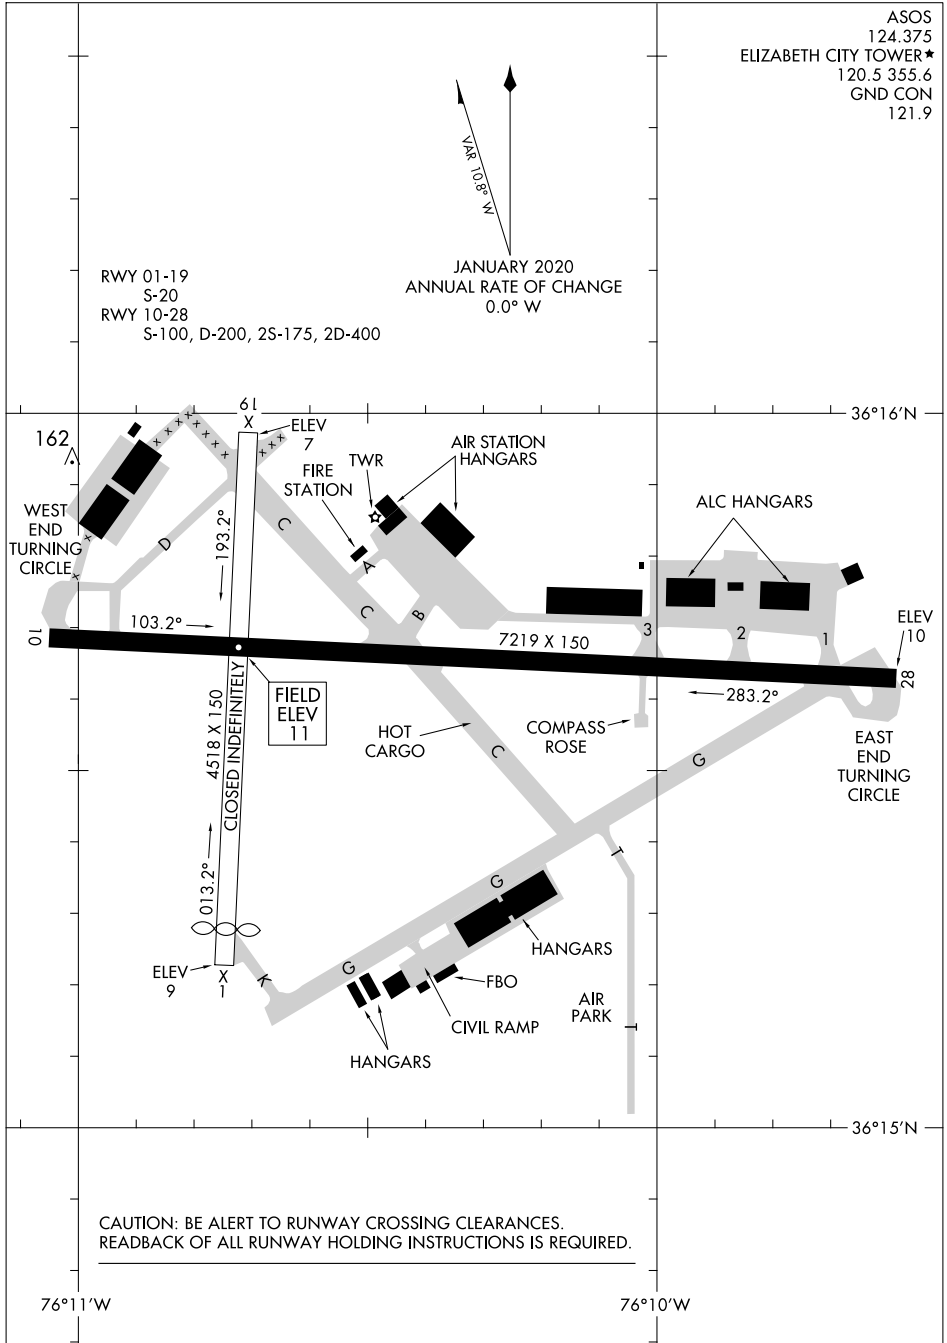 ASOS
124.375
ELIZABETH CITY TOWER★
120.5 355.6
GND CON
121.9
VAR 10.8° W
JANUARY 2020
ANNUAL RATE OF CHANGE
0.0° W
RWY 01-19
S-20
RWY 10-28
S-100, D-200, 2S-175, 2D-400
36°16'N
19
X
ELEV
7
162
TWR
AIR STATION
HANGARS
FIRE
STATION
ALC HANGARS
WEST
END
TURNING
CIRCLE
C
D
193.2°
A
C
B
10
103.2°
7219 X 150
3
2
1
ELEV
10
28
283.2°
FIELD
ELEV
11
4518 X 150
CLOSED INDEFINITELY
HOT
CARGO
C
COMPASS
ROSE
G
EAST
END
TURNING
CIRCLE
013.2°
I
G
HANGARS
ELEV
9
X
1
K
G
FBO
CIVIL RAMP
HANGARS
AIR
PARK
I
36°15'N
CAUTION: BE ALERT TO RUNWAY CROSSING CLEARANCES.
READBACK OF ALL RUNWAY HOLDING INSTRUCTIONS IS REQUIRED.
76°11'W
76°10'W